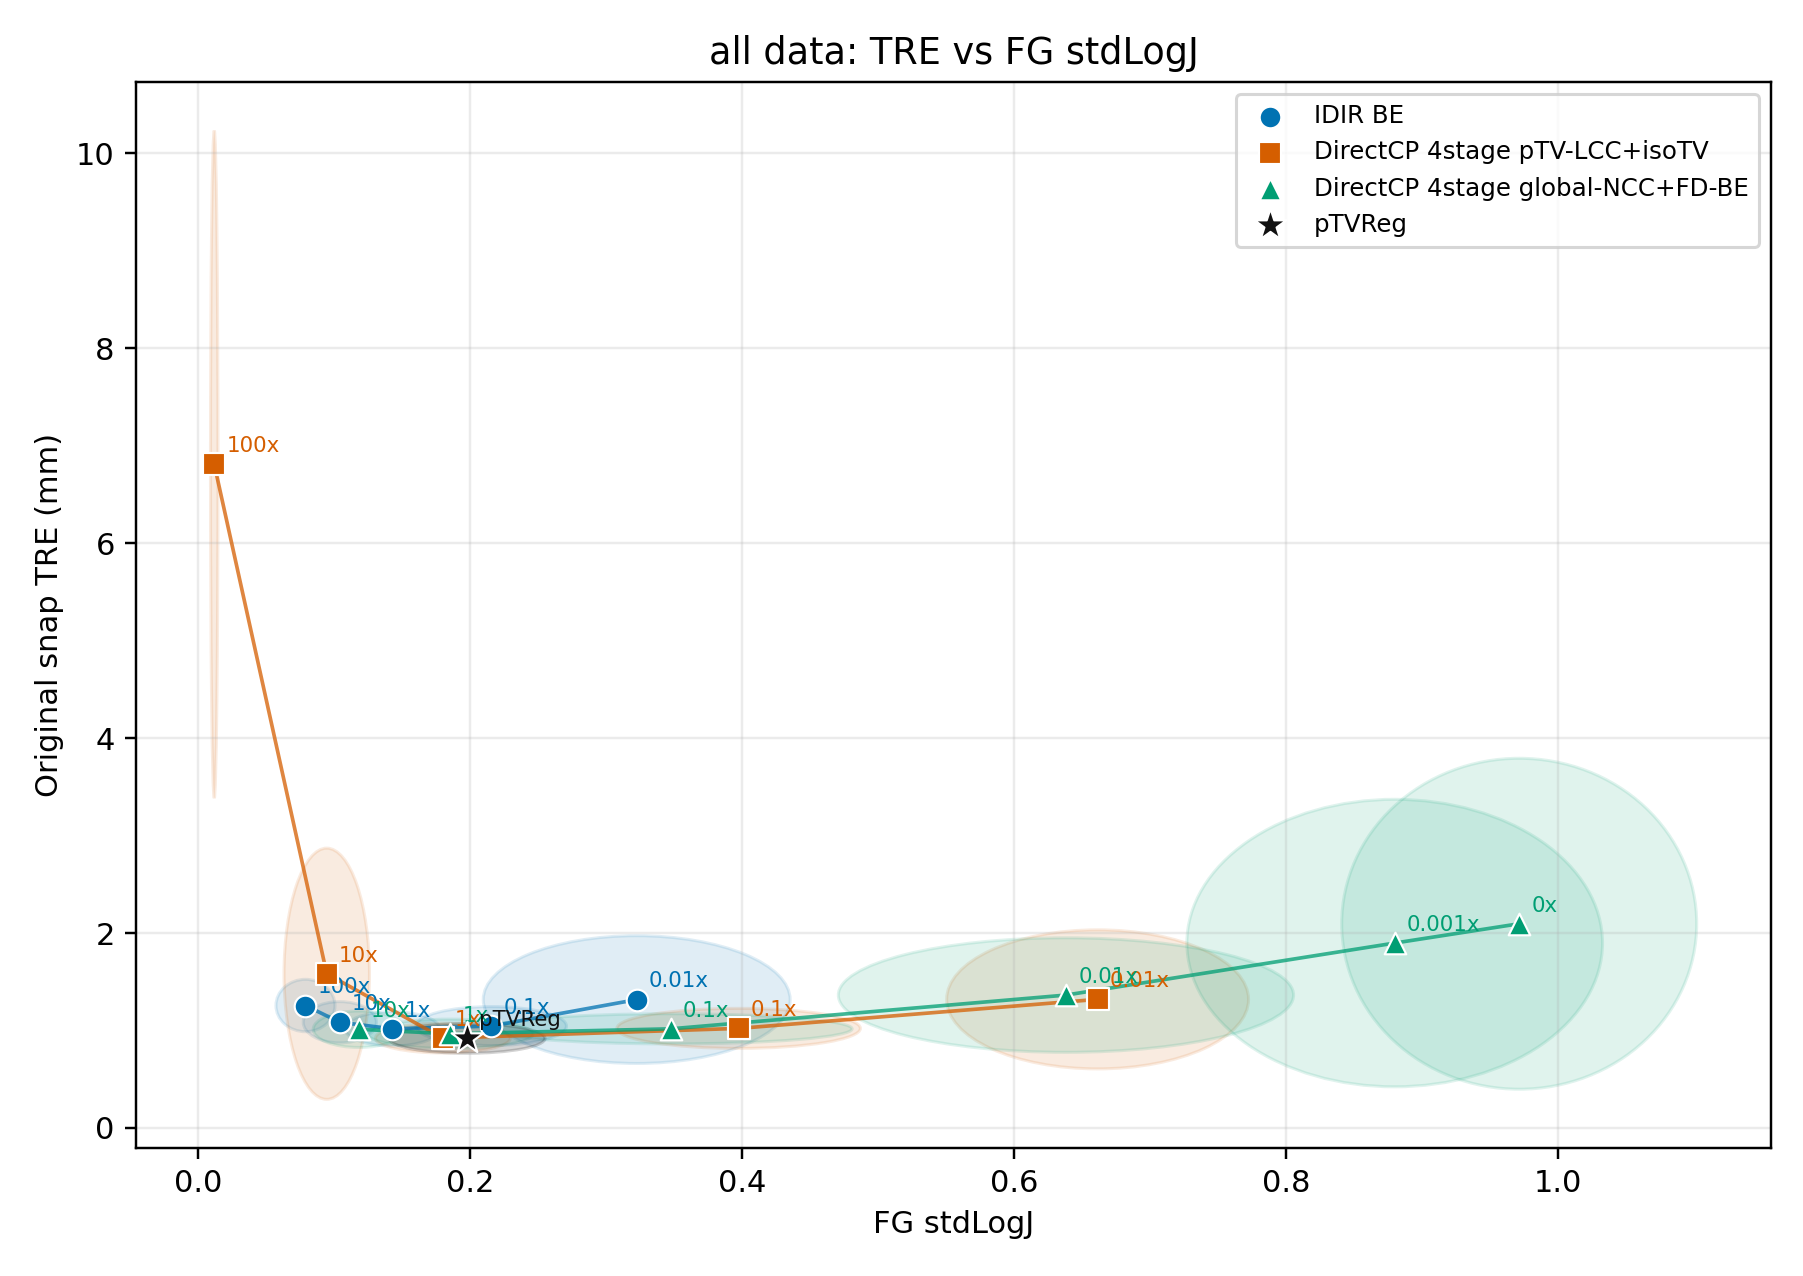 all data: TRE vs FG stdLogJ
IDIR BE
DirectCP 4stage pTV-LCC+isoTV
DirectCP 4stage global-NCC+FD-BE
pTVReg
Original snap TRE (mm)
10
8
6
4
2
0
100x
10x
100x
10x
10x
1x
1x
1x
pTVReg
0.1x
0.01x
0.1x
0.1x
0.01x
0.01x
0.001x
0x
0.0
0.2
0.4
0.6
0.8
1.0
FG stdLogJ